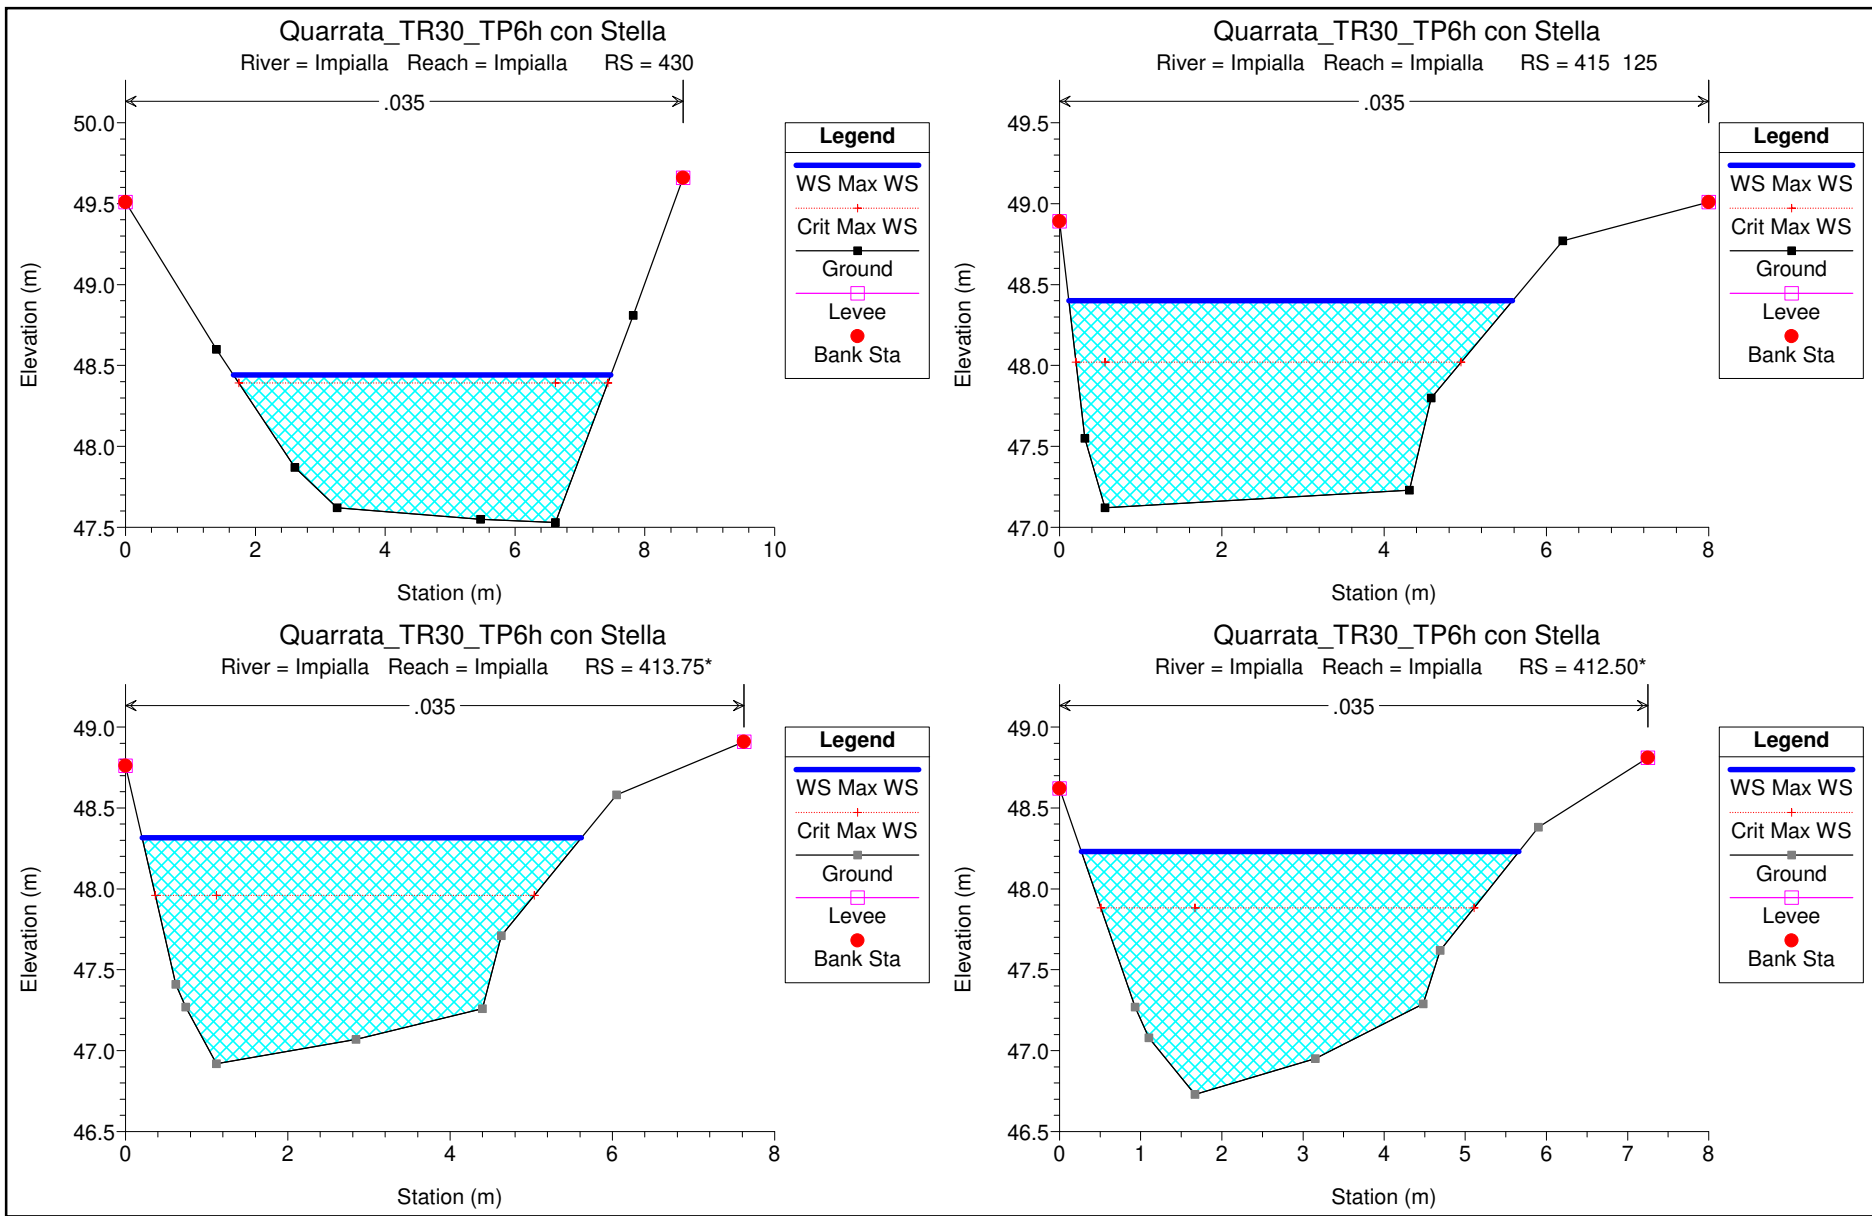 Quarrata_TR30_TP6h con Stella
River = Impialla   Reach = Impialla      RS = 430
.035
50.0
49.5
49.0
48.5
48.0
47.5
0 2 4 6 8 10
Elevation (m)
Station (m)
Legend
WS Max WS
Crit Max WS
Ground
Levee
Bank Sta
Quarrata_TR30_TP6h con Stella
River = Impialla   Reach = Impialla      RS = 415  125
.035
49.5
49.0
48.5
48.0
47.5
47.0
0 2 4 6 8
Elevation (m)
Station (m)
Legend
WS Max WS
Crit Max WS
Ground
Levee
Bank Sta
Quarrata_TR30_TP6h con Stella
River = Impialla   Reach = Impialla      RS = 413.75*
.035
49.0
48.5
48.0
47.5
47.0
46.5
0 2 4 6 8
Elevation (m)
Station (m)
Legend
WS Max WS
Crit Max WS
Ground
Levee
Bank Sta
Quarrata_TR30_TP6h con Stella
River = Impialla   Reach = Impialla      RS = 412.50*
.035
49.0
48.5
48.0
47.5
47.0
46.5
0 1 2 3 4 5 6 7 8
Elevation (m)
Station (m)
Legend
WS Max WS
Crit Max WS
Ground
Levee
Bank Sta